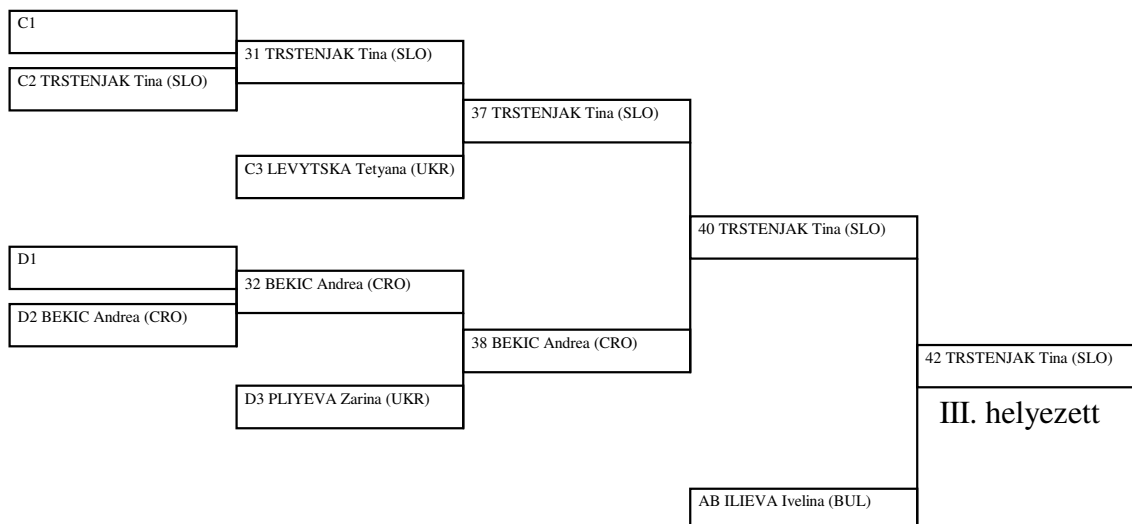 C1
31 TRSTENJAK Tina (SLO)
C2 TRSTENJAK Tina (SLO)
37 TRSTENJAK Tina (SLO)
C3 LEVYTSKA Tetyana (UKR)
40 TRSTENJAK Tina (SLO)
D1
32 BEKIC Andrea (CRO)
D2 BEKIC Andrea (CRO)
38 BEKIC Andrea (CRO)
42 TRSTENJAK Tina (SLO)
D3 PLIYEVA Zarina (UKR)
III. helyezett
AB ILIEVA Ivelina (BUL)